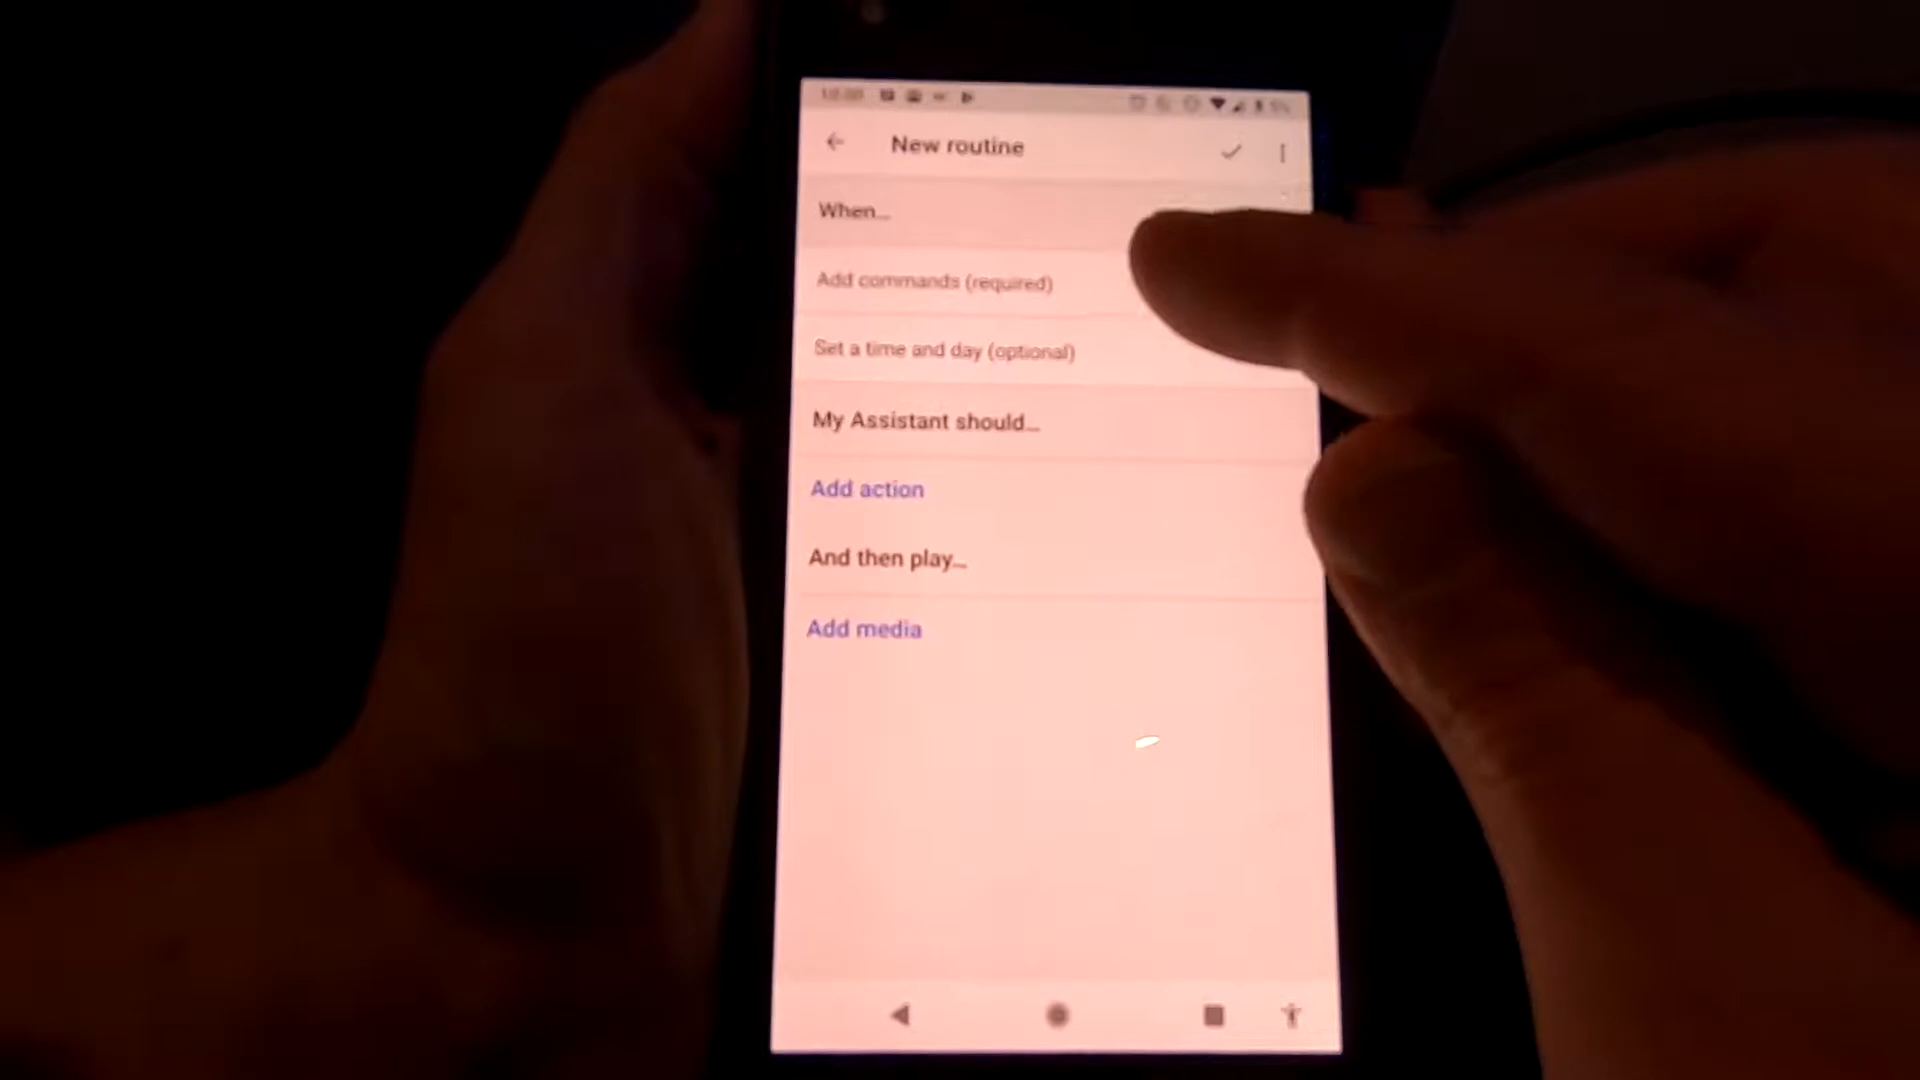 New routine
When...
Add commands (required)
Set a time and day (optional)
My Assistant should...
Add action
And then play...
Add media